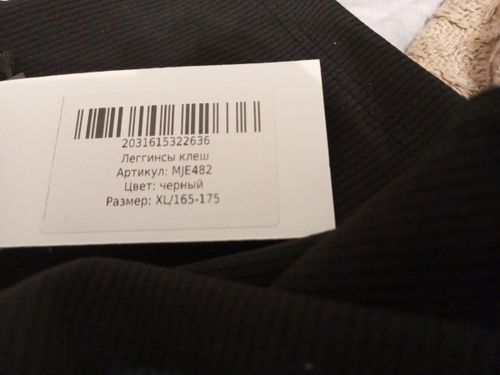 2031615322636
Леггинсы клеш
Артикул: MJE482
Цвет: черный
Размер: XL/165-175